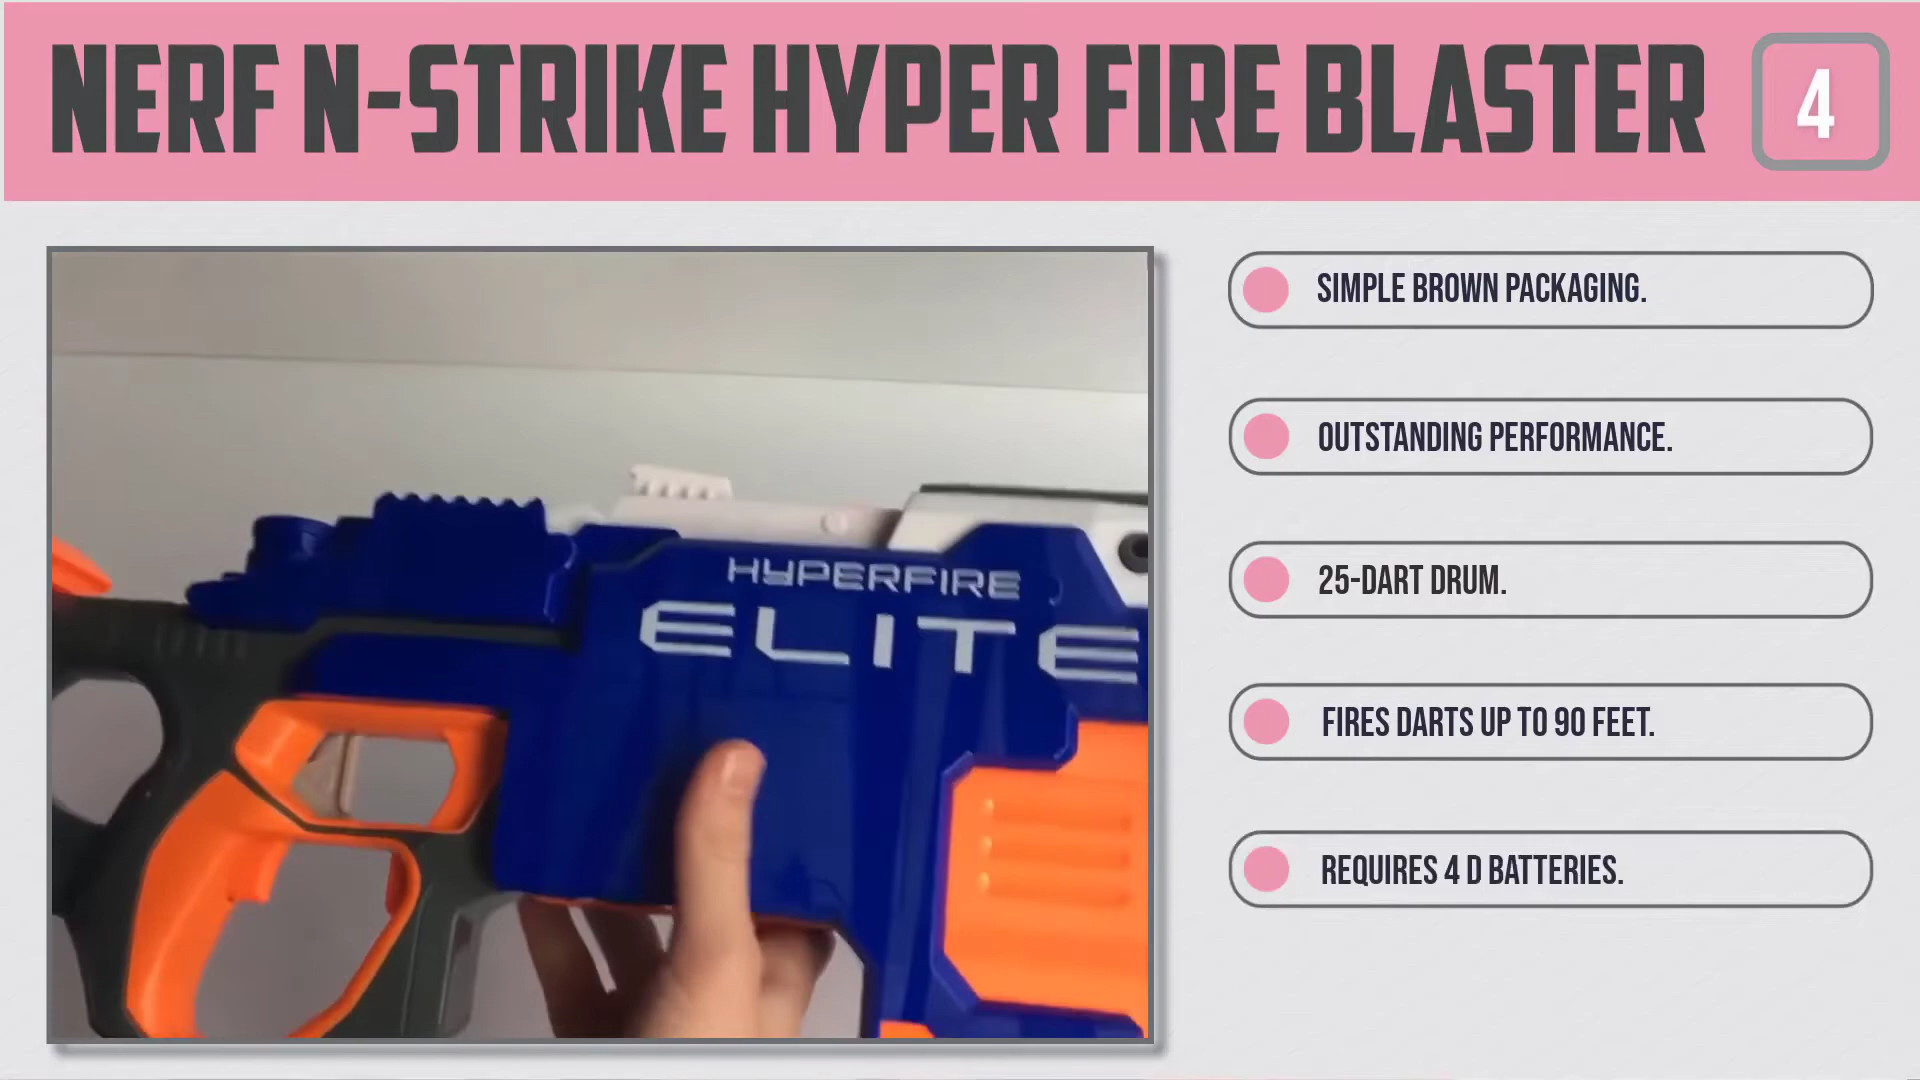 NERF N-STRIKE HYPER FIRE BLASTER
4
HYPERFIRE
ELITE
SIMPLE BROWN PACKAGING.
OUTSTANDING PERFORMANCE.
25-DART DRUM.
FIRES DARTS UP TO 90 FEET.
REQUIRES 4 D BATTERIES.